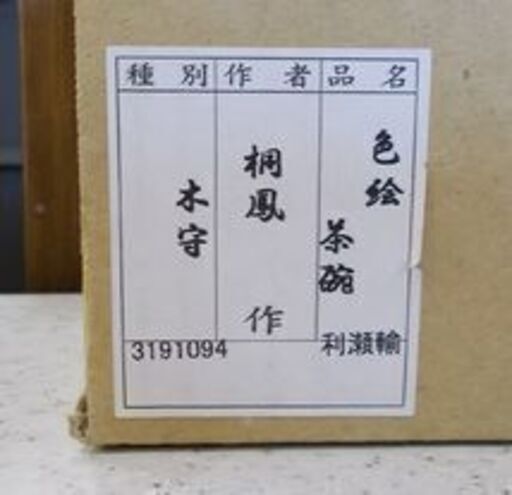 種別 作者 品名
色絵
茶碗
桐鳳 作
木守
3191094 利瀬輸